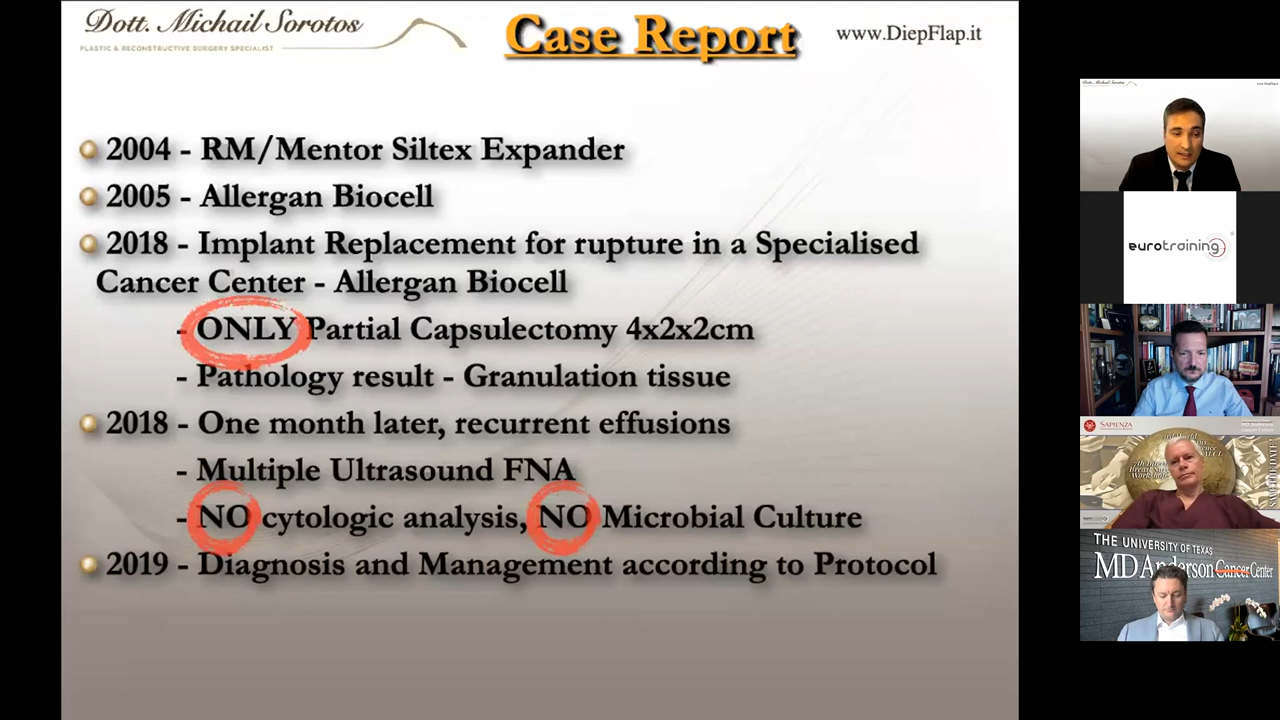 Dott. Michail Sorotos
PLASTIC & RECONSTRUCTIVE SURGERY SPECIALIST
Case Report
www.DiepFlap.it
2004 - RM/Mentor Siltex Expander
2005 - Allergan Biocell
2018 - Implant Replacement for rupture in a Specialised
Cancer Center - Allergan Biocell
- ONLY Partial Capsulectomy 4x2x2cm
- Pathology result - Granulation tissue
2018 - One month later, recurrent effusions
- Multiple Ultrasound FNA
- NO cytologic analysis, NO Microbial Culture
2019 - Diagnosis and Management according to Protocol
eurotraining
SAPIENZA
THE UNIVERSITY OF TEXAS
MD Anderson Cancer Center